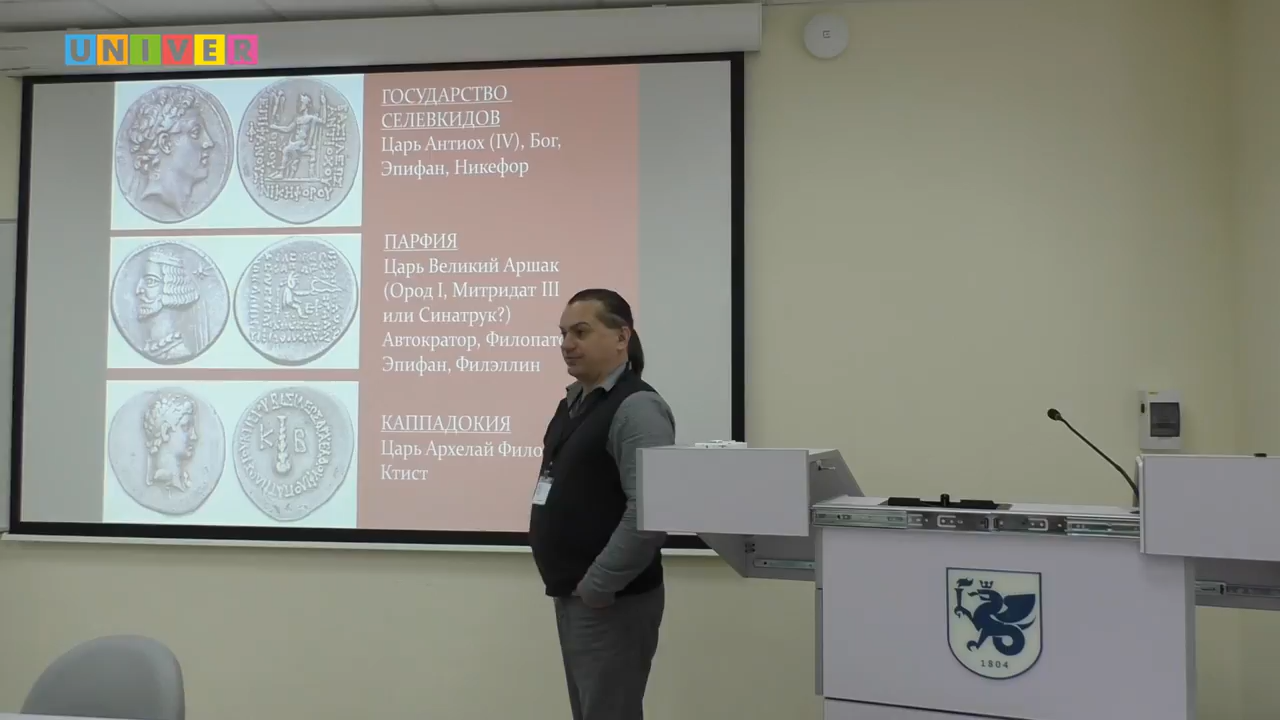 UNIVER
ГОСУДАРСТВО
СЕЛЕВКИДОВ
Царь Антиох (IV), Бог,
Эпифан, Никефор
ПАРФИЯ
Царь Великий Аршак
(Ород I, Митридат III
или Синатрук?)
Автократор,
Эпифан, Филэллин
КАППАДОКИЯ
Царь Архелай
Ктист
ΝΙΚΗΦΟΡΟΥ
Κ Β
1804